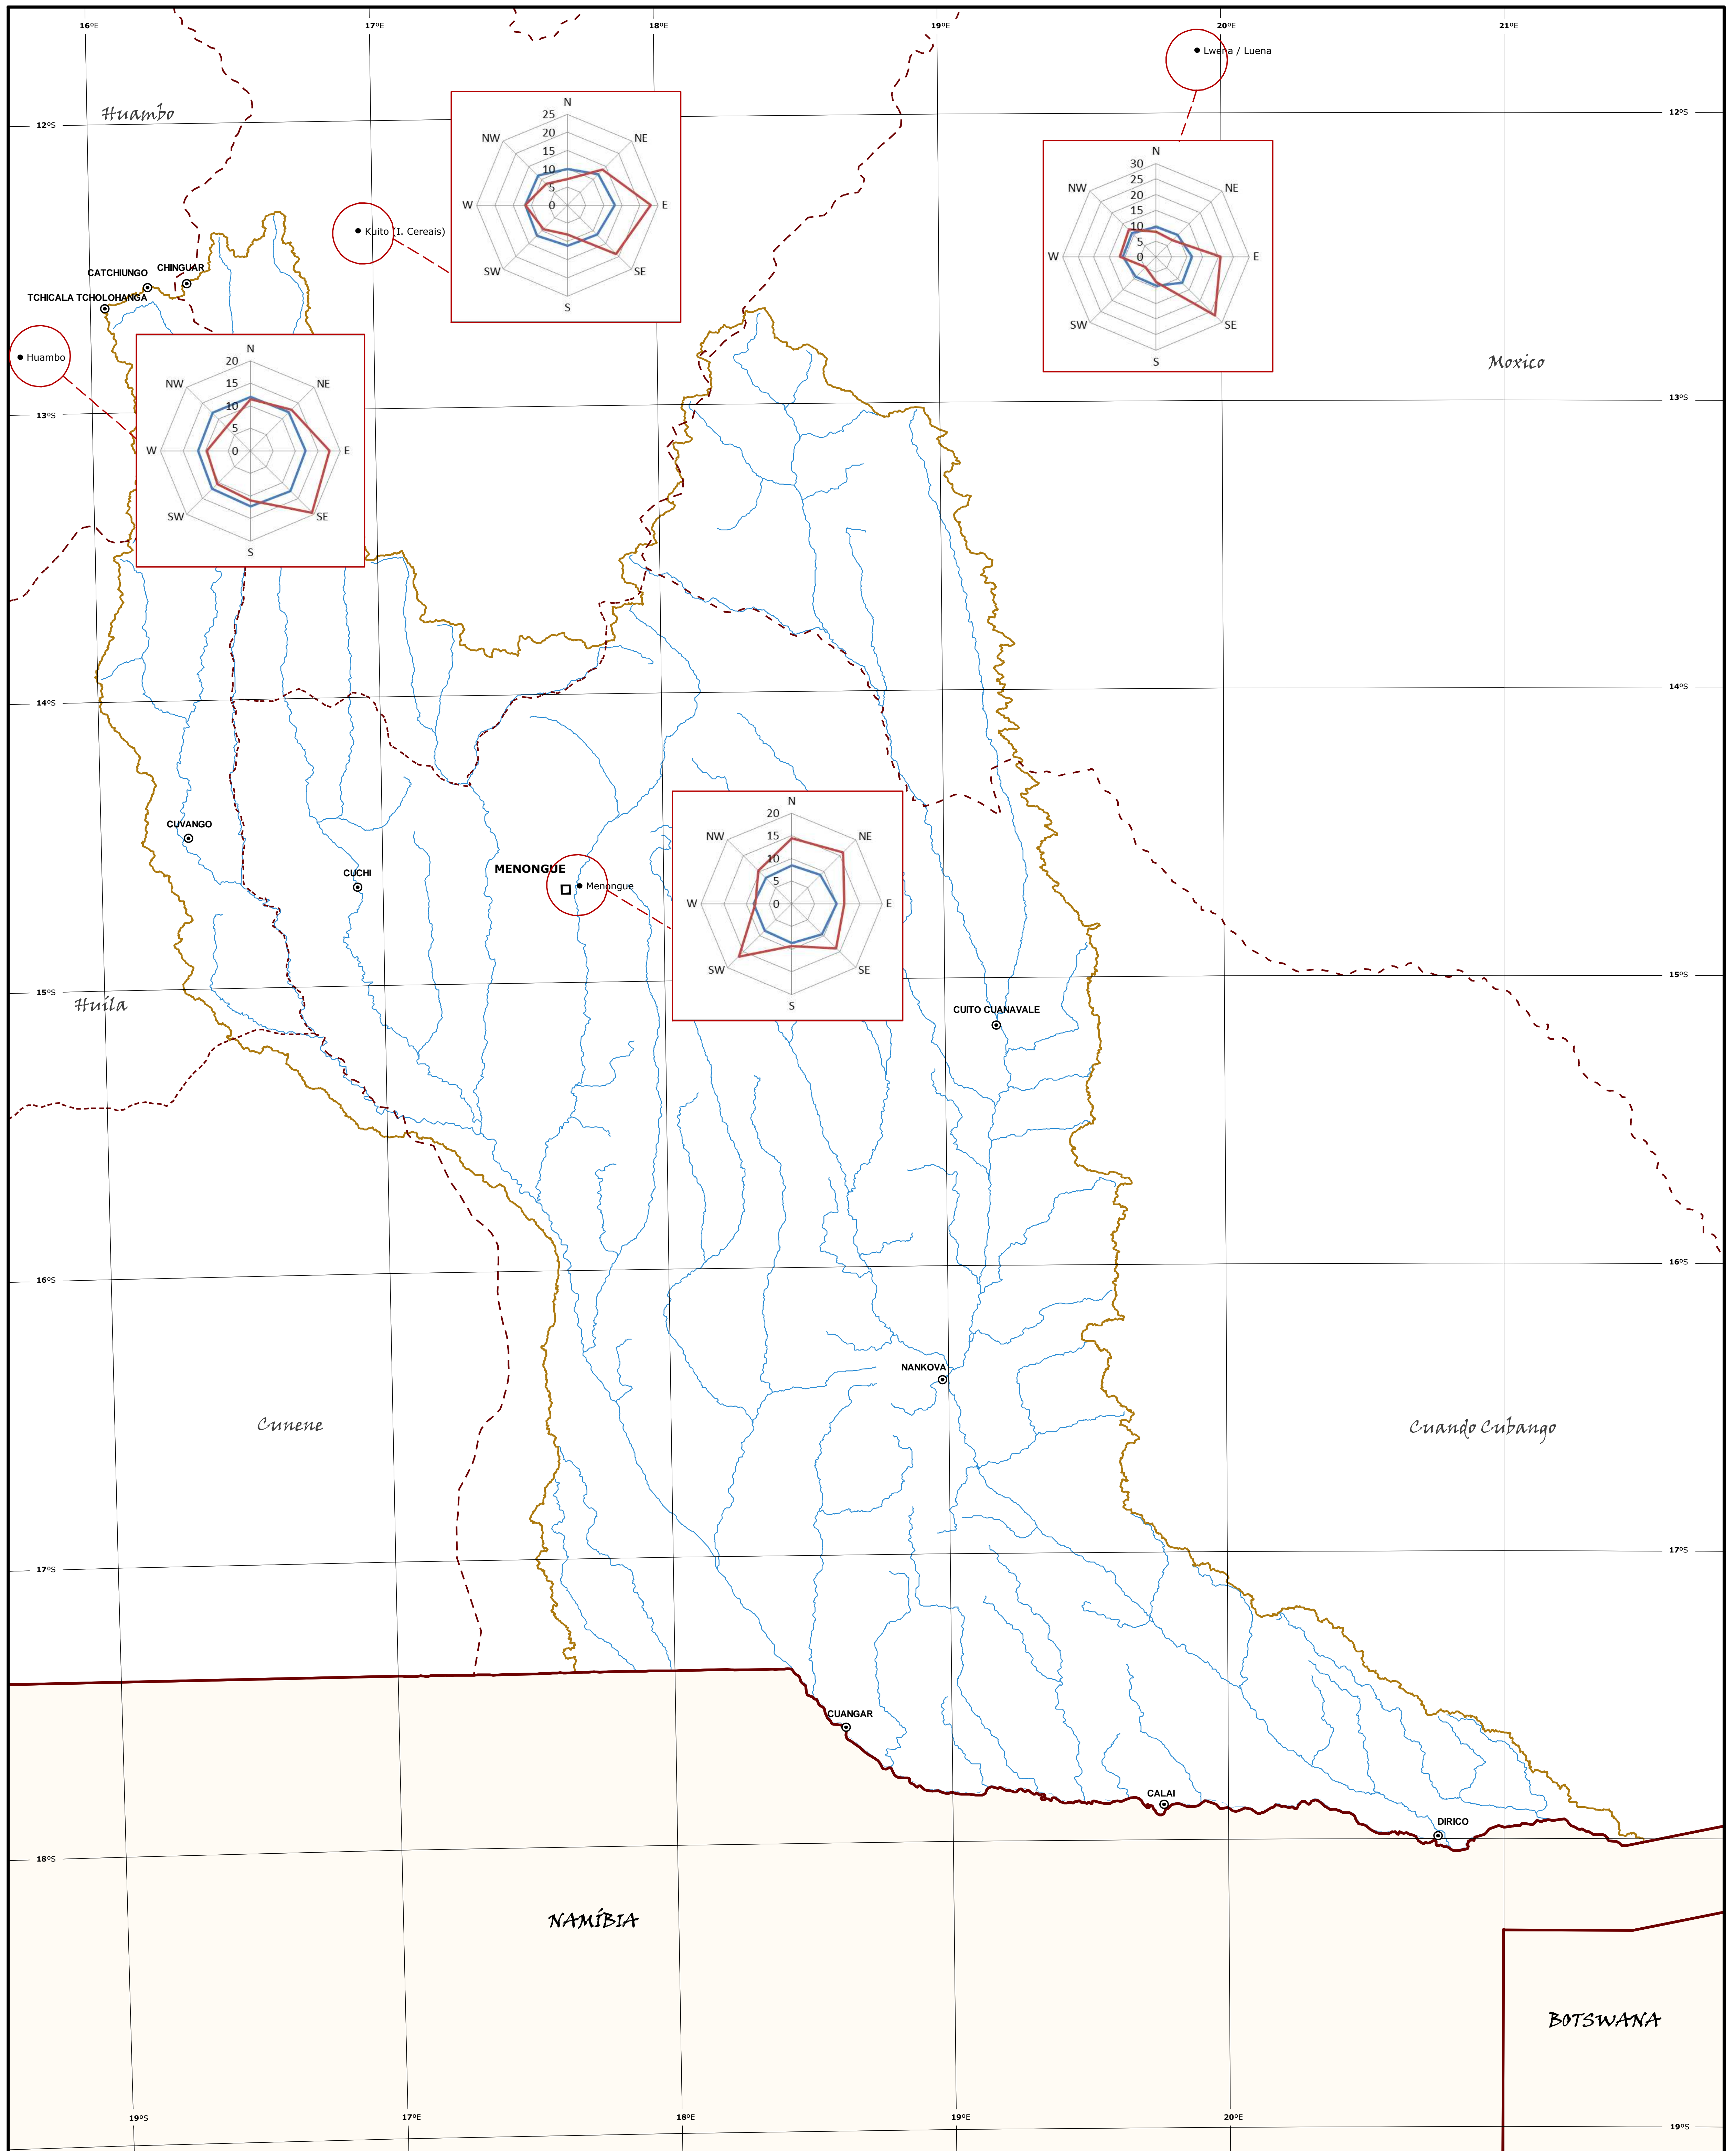 16ºE
17ºE
18ºE
19ºE
20ºE
21ºE
Lwena / Luena
Huambo
12ºS
12ºS
N
25
20
15
10
5
0
NW
NE
W
E
SW
SE
S
N
30
25
20
15
10
5
0
NW
NE
W
E
SW
SE
S
Kuito (I. Cereais)
CATCHIUNGO
CHINGUAR
TCHICALA TCHOLOHANGA
Huambo
N
20
15
10
5
0
NW
NE
W
E
SW
SE
S
Moxico
13ºS
13ºS
14ºS
14ºS
CUVANGO
CUCHI
MENONGUE
Menongue
N
20
15
10
5
0
NW
NE
W
E
SW
SE
S
15ºS
15ºS
Huíla
CUITO CUANAVALE
16ºS
16ºS
NANKOVA
Cunene
Cuando Cubango
17ºS
17ºS
CUANGAR
CALAI
DIRICO
18ºS
NAMÍBIA
BOTSWANA
19ºS
17ºE
18ºE
19ºE
20ºE
19ºS